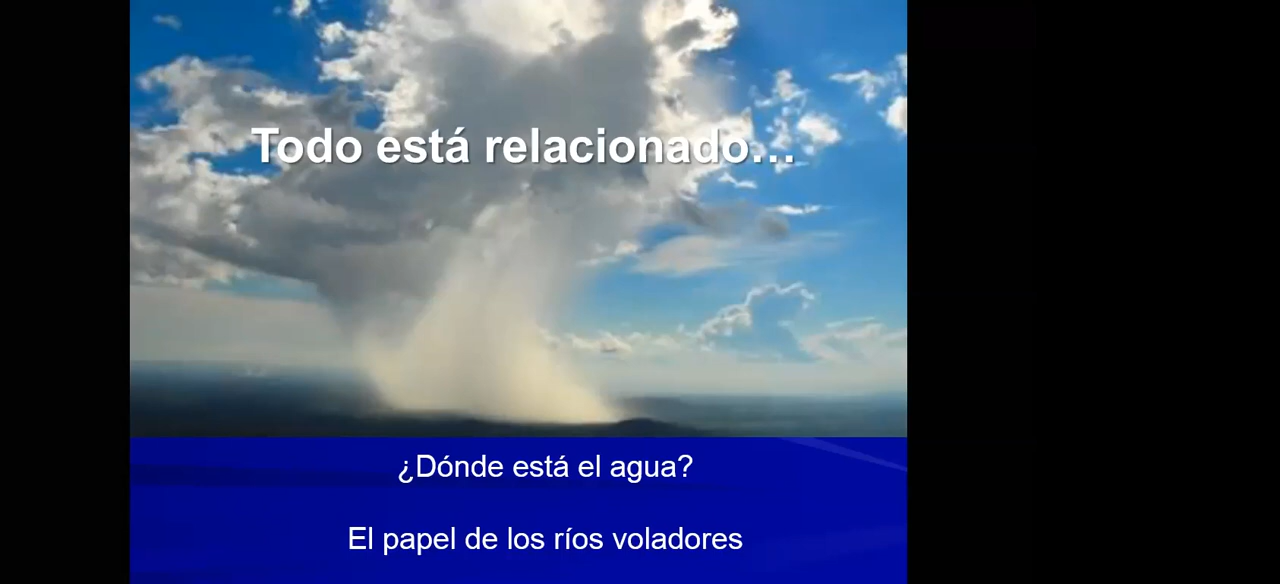 Todo está relacionado...
¿Dónde está el agua?
El papel de los ríos voladores